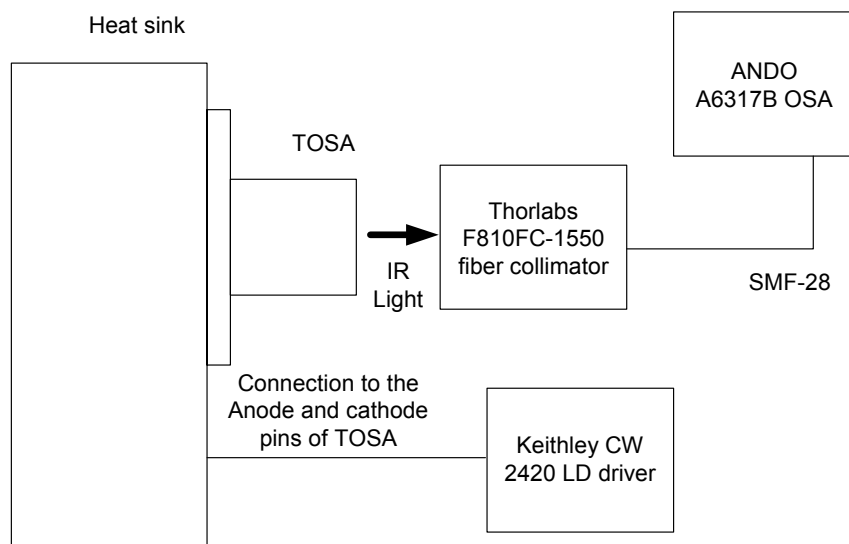 Heat sink
ANDO
A6317B OSA
TOSA
Thorlabs
F810FC-1550
fiber collimator
IR
Light
SMF-28
Connection to the
Anode and cathode
pins of TOSA
Keithley CW
2420 LD driver